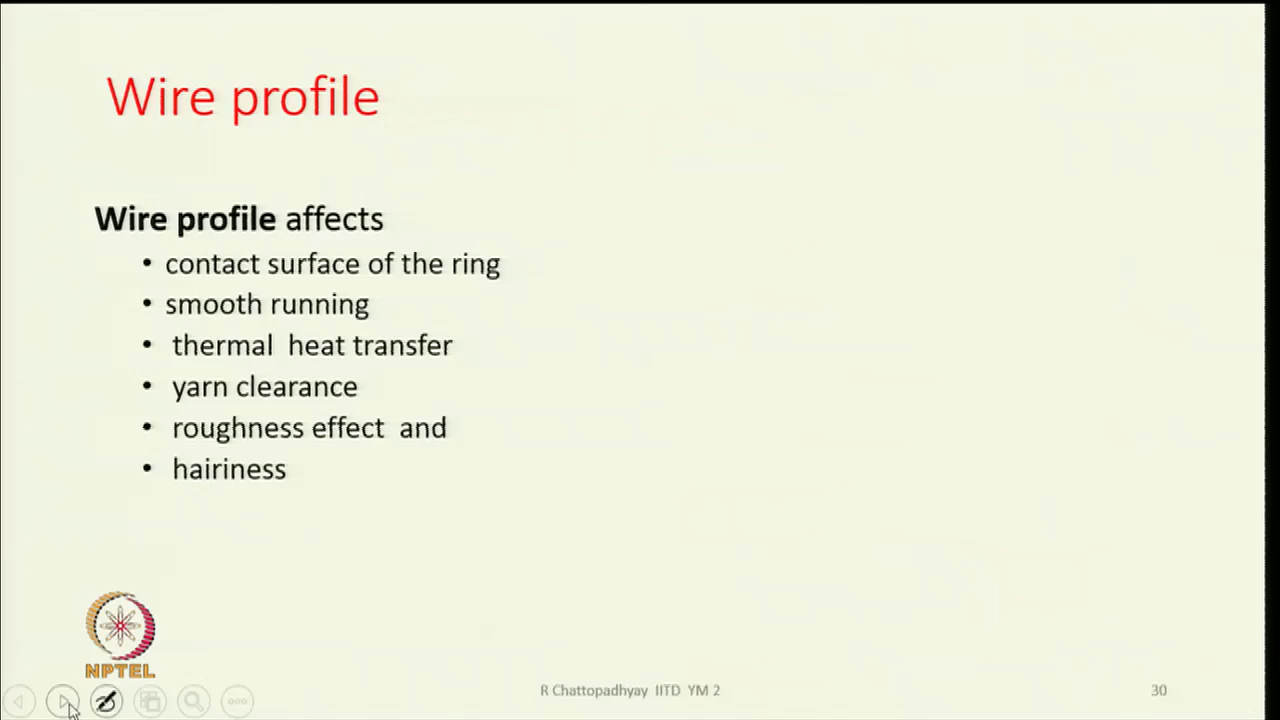 Wire profile
Wire profile affects
• contact surface of the ring
• smooth running
• thermal heat transfer
• yarn clearance
• roughness effect and
• hairiness
NPTEL
R Chattopadhyay IITD YM 2
30